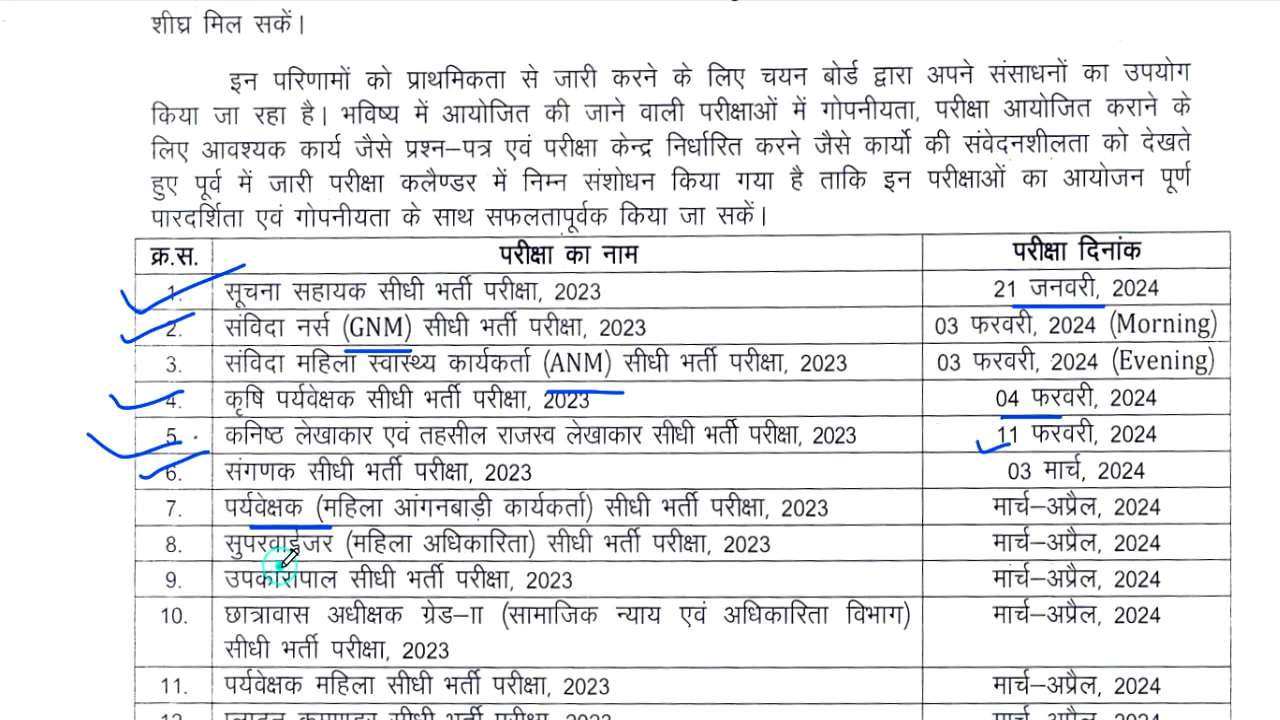 शीघ्र मिल सकें।
इन परिणामों को प्राथमिकता से जारी करने के लिए चयन बोर्ड द्वारा अपने संसाधनों का उपयोग
किया जा रहा है। भविष्य में आयोजित की जाने वाली परीक्षाओं में गोपनीयता, परीक्षा आयोजित कराने के
लिए आवश्यक कार्य जैसे प्रश्न–पत्र एवं परीक्षा केन्द्र निर्धारित करने जैसे कार्यो की संवेदनशीलता को देखते
हुए पूर्व में जारी परीक्षा कलैण्डर में निम्न संशोधन किया गया है ताकि इन परीक्षाओं का आयोजन पूर्ण
पारदर्शिता एवं गोपनीयता के साथ सफलतापूर्वक किया जा सकें।
क्र.स. परीक्षा का नाम परीक्षा दिनांक
1. सूचना सहायक सीधी भर्ती परीक्षा, 2023 21 जनवरी, 2024
2. संविदा नर्स (GNM) सीधी भर्ती परीक्षा, 2023 03 फरवरी, 2024 (Morning)
3. संविदा महिला स्वास्थ्य कार्यकर्ता (ANM) सीधी भर्ती परीक्षा, 2023 03 फरवरी, 2024 (Evening)
4. कृषि पर्यवेक्षक सीधी भर्ती परीक्षा, 2023 04 फरवरी, 2024
5. कनिष्ठ लेखाकार एवं तहसील राजस्व लेखाकार सीधी भर्ती परीक्षा, 2023 11 फरवरी, 2024
6. संगणक सीधी भर्ती परीक्षा, 2023 03 मार्च, 2024
7. पर्यवेक्षक (महिला आंगनबाड़ी कार्यकर्ता) सीधी भर्ती परीक्षा, 2023 मार्च–अप्रैल, 2024
8. सुपरवाईजर (महिला अधिकारिता) सीधी भर्ती परीक्षा, 2023 मार्च–अप्रैल, 2024
9. उपकारापाल सीधी भर्ती परीक्षा, 2023 मार्च–अप्रैल, 2024
10. छात्रावास अधीक्षक ग्रेड–II (सामाजिक न्याय एवं अधिकारिता विभाग) मार्च–अप्रैल, 2024
सीधी भर्ती परीक्षा, 2023
11. पर्यवेक्षक महिला सीधी भर्ती परीक्षा, 2023 मार्च–अप्रैल, 2024